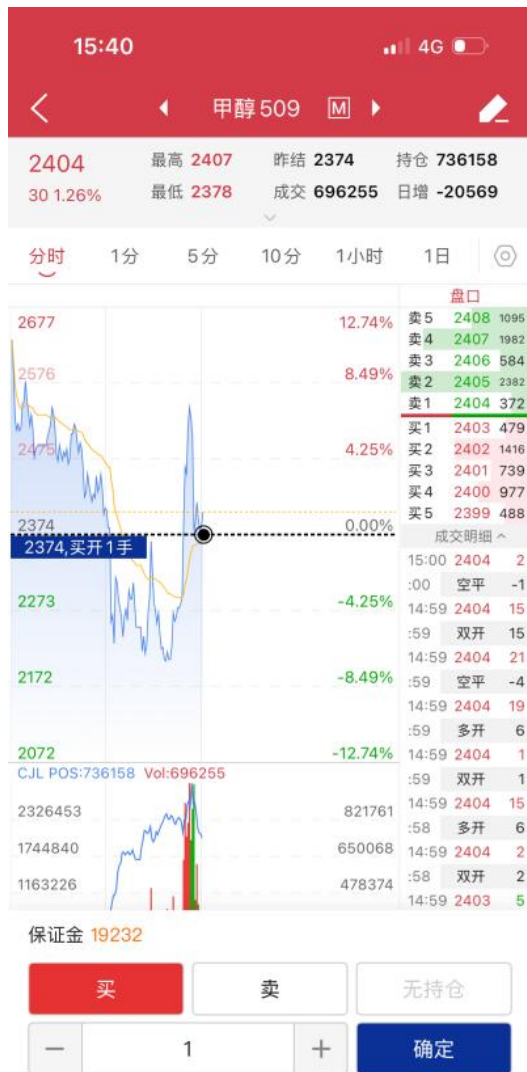 15:40 4G
甲醇509 M
2404 最高 2407 昨结 2374 持仓 736158
30 1.26% 最低 2378 成交 696255 日增 -20569
分时 1分 5分 10分 1小时 1日
盘口
2677 12.74%
2576 8.49%
2475 4.25%
2374 0.00%
2374,买开1手
2273 -4.25%
2172 -8.49%
2072 -12.74%
CJL POS:736158 Vol:696255
2326453 821761
1744840 650068
1163226 478374
卖5 2408 1095
卖4 2407 1982
卖3 2406 584
卖2 2405 2382
卖1 2404 372
买1 2403 479
买2 2402 1416
买3 2401 739
买4 2400 977
买5 2399 488
成交明细
15:00 2404 2
:00 空平 -1
14:59 2404 15
:59 双开 15
14:59 2404 21
:59 空平 -4
14:59 2404 19
:59 多开 6
14:59 2404 1
:59 双开 1
14:59 2404 15
:58 多开 6
14:59 2404 2
:58 双开 2
14:59 2403 5
保证金 19232
买 卖 无持仓
− 1 + 确定